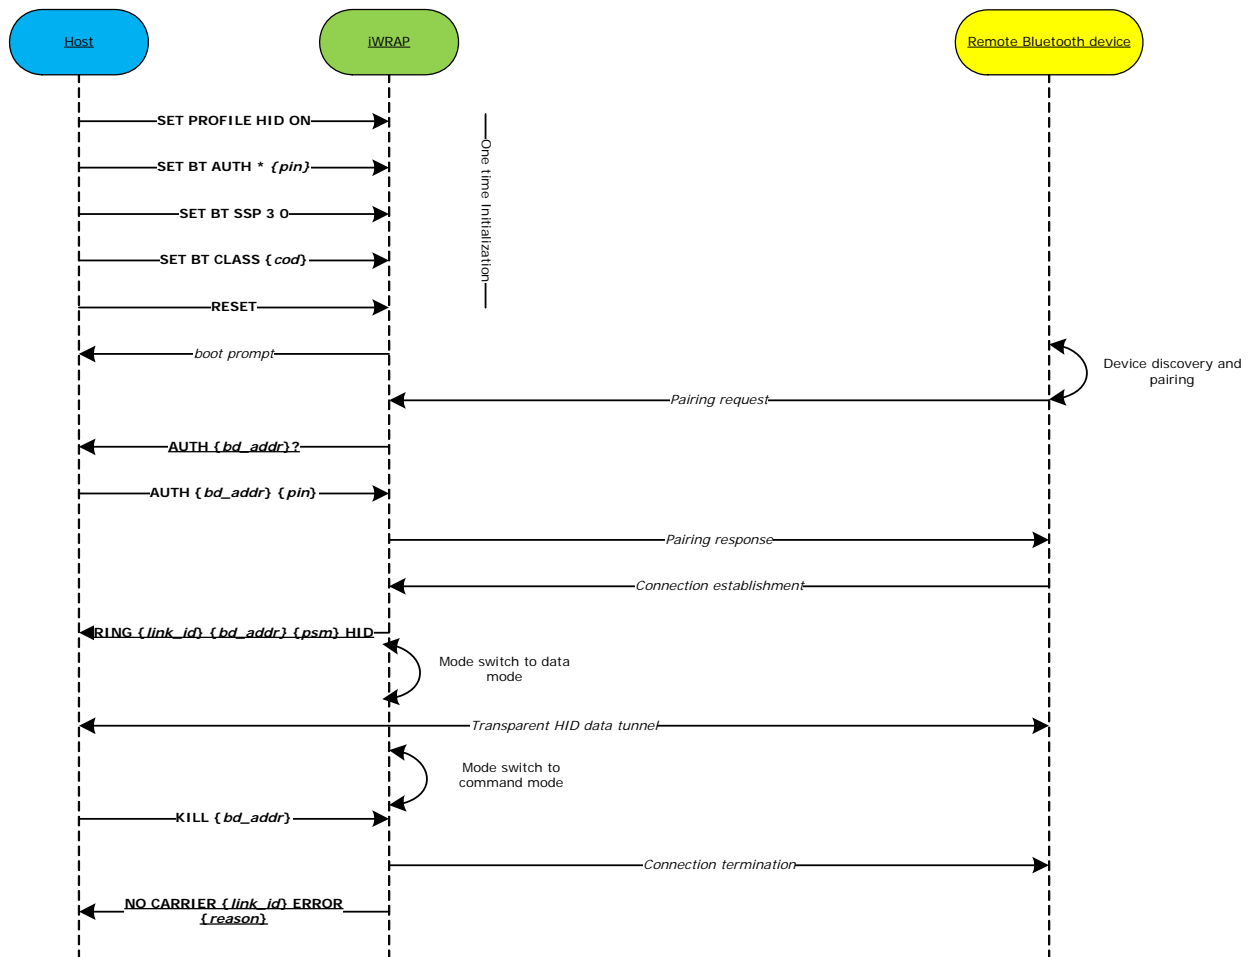 Host
iWRAP
Remote Bluetooth device
SET PROFILE HID ON
One time Initialization
SET BT AUTH * {pin}
SET BT SSP 3 0
SET BT CLASS {cod}
RESET
boot prompt
Device discovery and
pairing
Pairing request
AUTH {bd_addr}?
AUTH {bd_addr} {pin}
Pairing response
Connection establishment
RING {link_id} {bd_addr} {psm} HID
Mode switch to data
mode
Transparent HID data tunnel
Mode switch to
command mode
KILL {bd_addr}
Connection termination
NO CARRIER {link_id} ERROR
{reason}